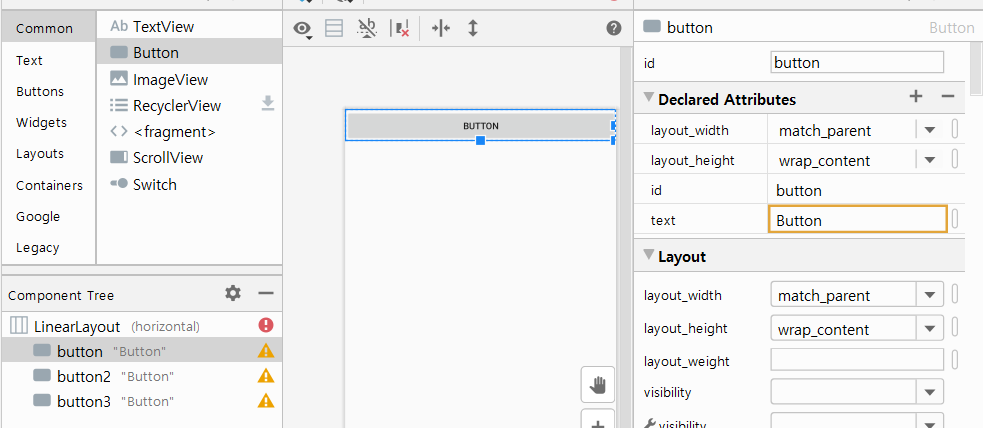 Common
Text
Buttons
Widgets
Layouts
Containers
Google
Legacy
Ab TextView
Button
ImageView
RecyclerView
<fragment>
ScrollView
Switch
Component Tree
LinearLayout (horizontal)
button "Button"
button2 "Button"
button3 "Button"
BUTTON
button Button
id button
Declared Attributes
layout_width match_parent
layout_height wrap_content
id button
text Button
Layout
layout_width match_parent
layout_height wrap_content
layout_weight
visibility
visibility